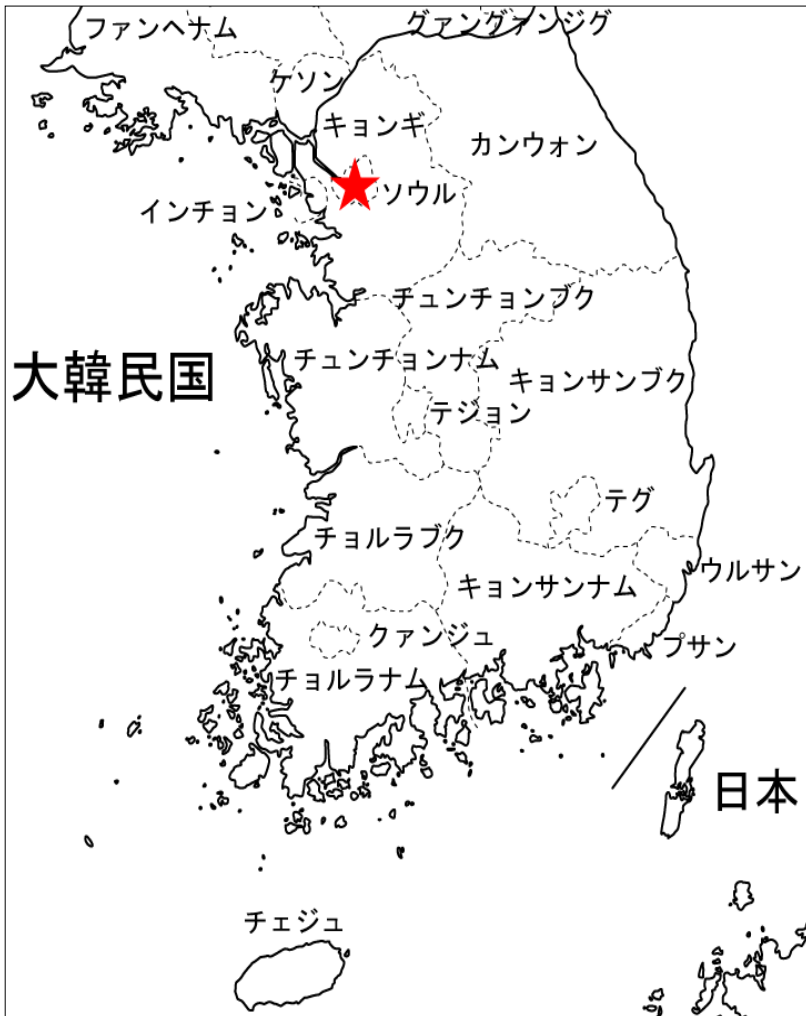 ファンヘナム
グァングァンジグ
ケソン
キョンギ
カンウォン
ソウル
インチョン
チュンチョンブク
チュンチョンナム
大韓民国
キョンサンブク
テジョン
テグ
チョルラブク
ウルサン
キョンサンナム
クァンジュ
プサン
チョルラナム
日本
チェジュ